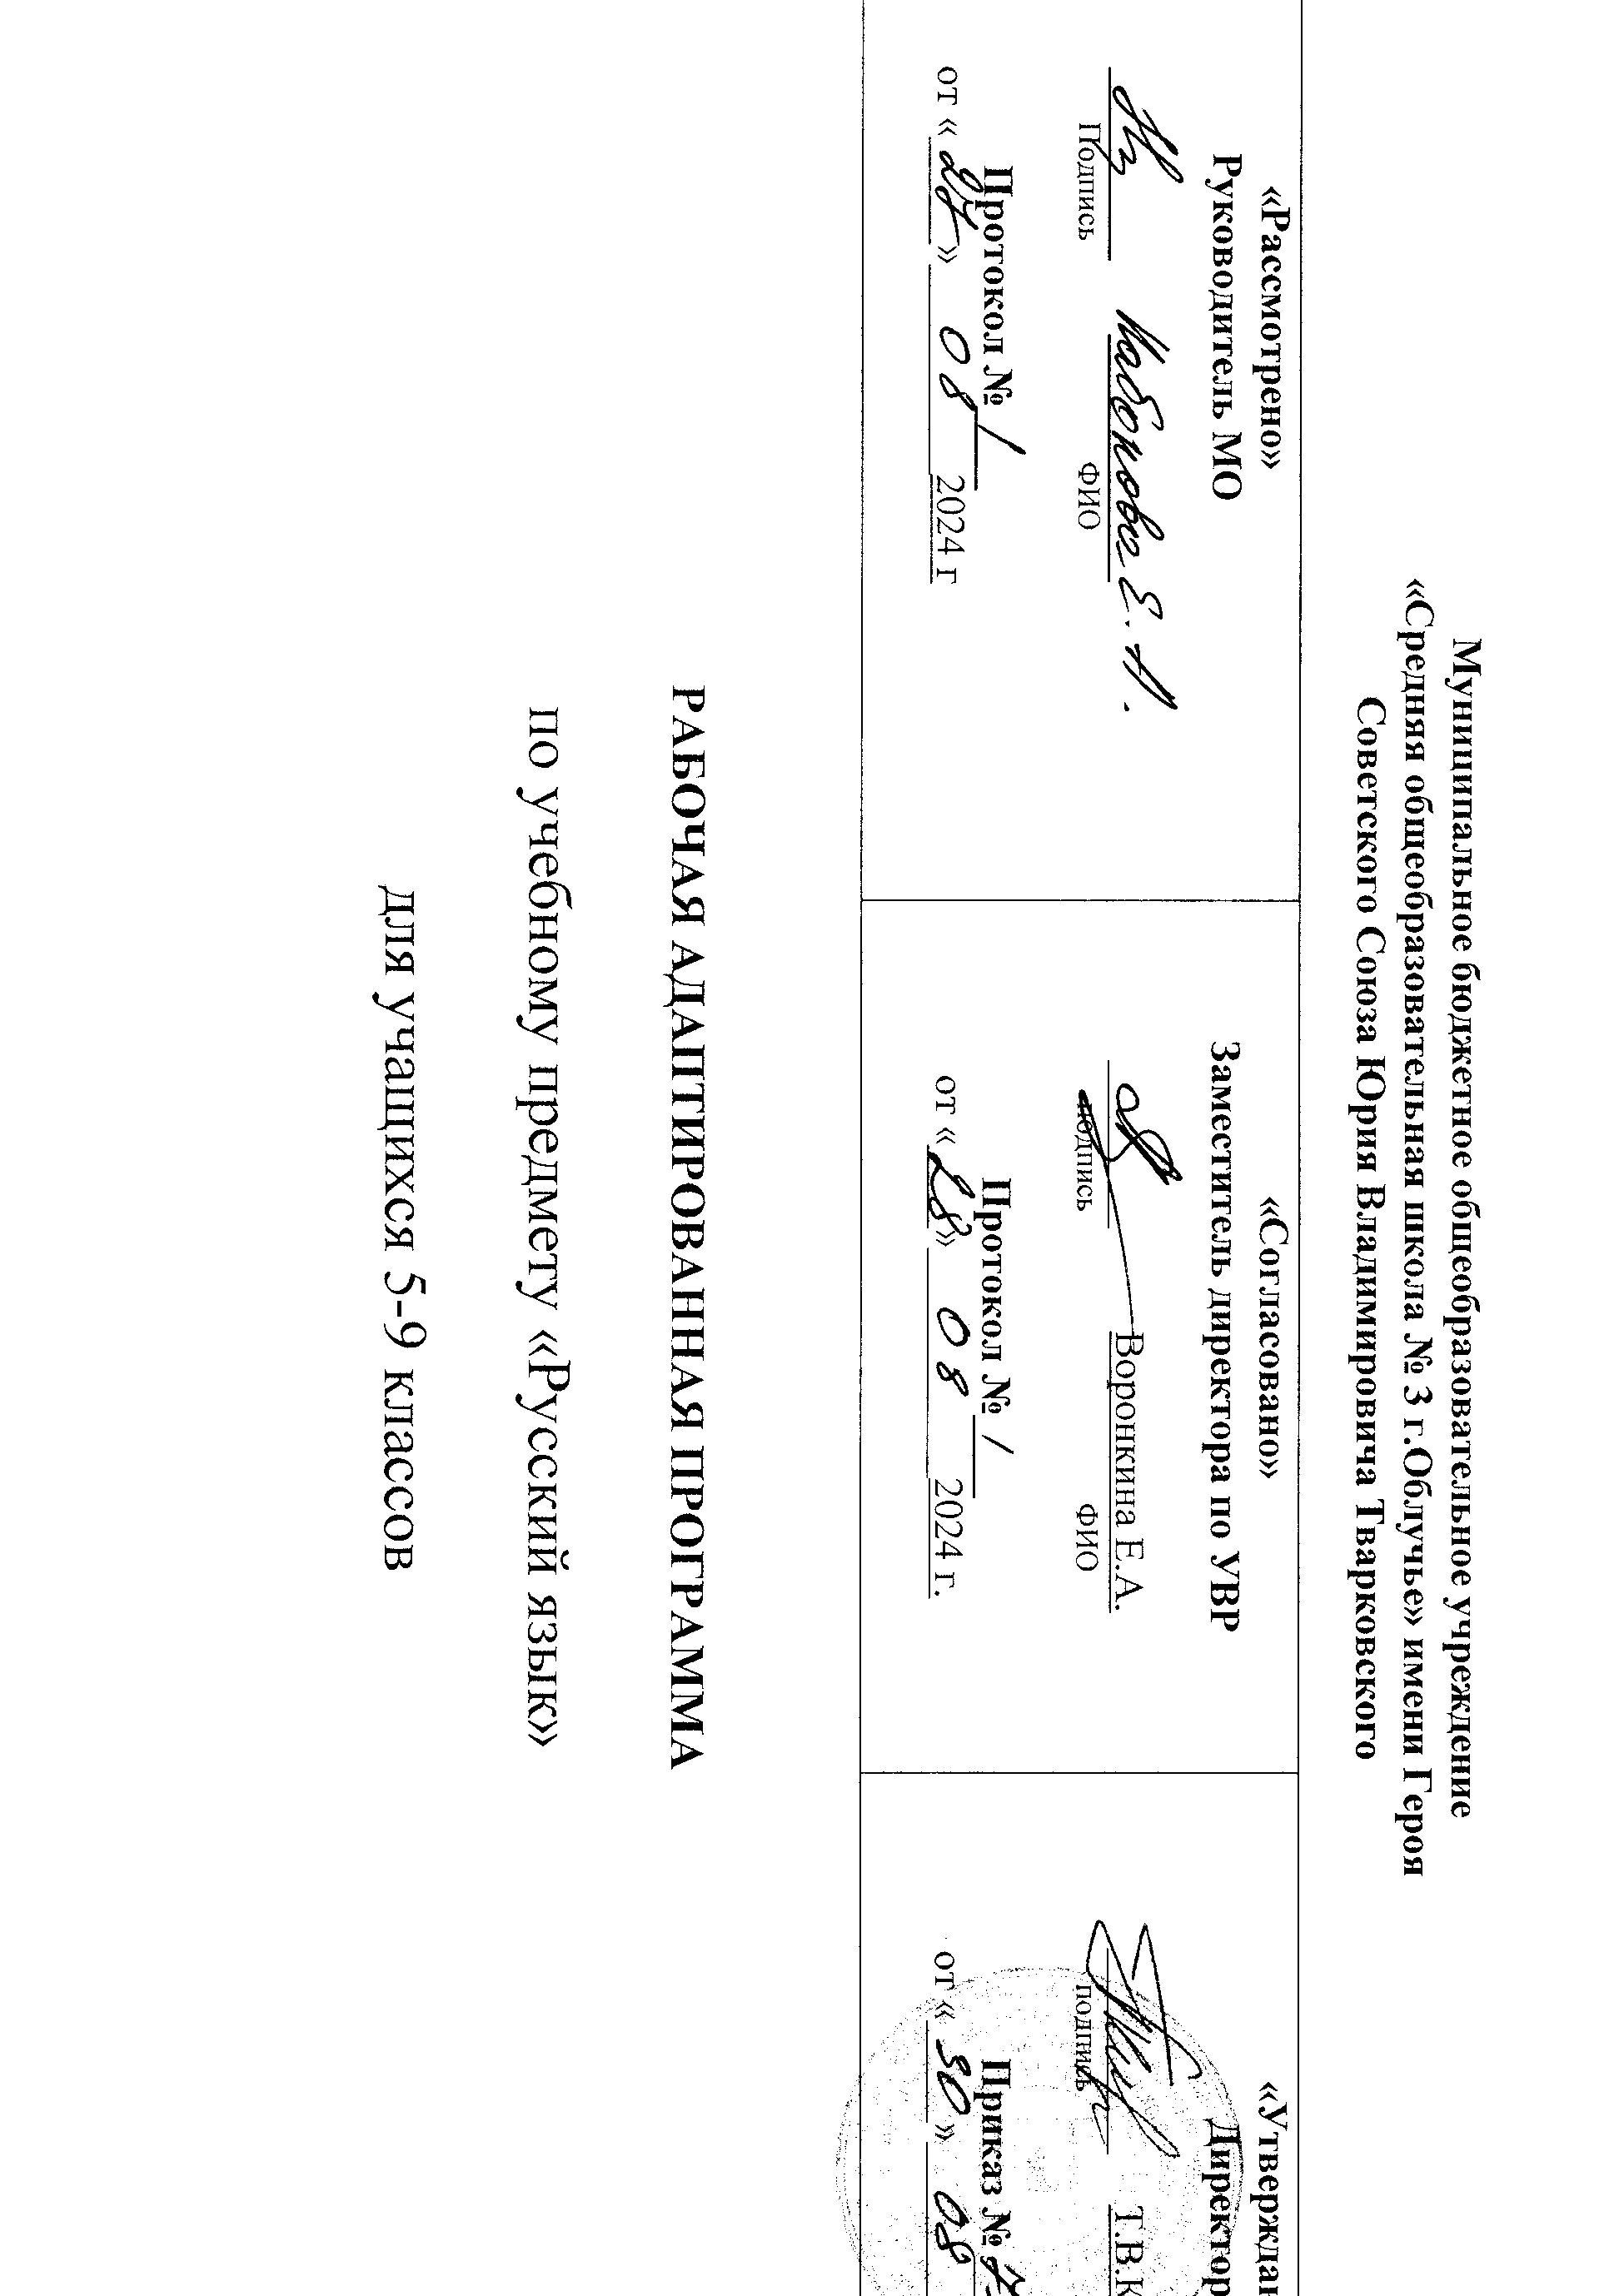 Муниципальное бюджетное общеобразовательное учреждение
«Средняя общеобразовательная школа № 3 г.Облучье» имени Героя
Советского Союза Юрия Владимировича Тварковского
«Рассмотрено»
Руководитель МО
Е. А.
Подпись ФИО
Протокол № 1
от « 27 » 08 2024 г
«Согласовано»
Заместитель директора по УВР
Воронкина Е.А.
подпись ФИО
Протокол № 1
от « 28 » 08 2024 г.
«Утверждаю
Директор
Т.В.К
подпись
Приказ №
от « 30 » 08
РАБОЧАЯ АДАПТИРОВАННАЯ ПРОГРАММА
по учебному предмету «Русский язык»
для учащихся 5-9 классов